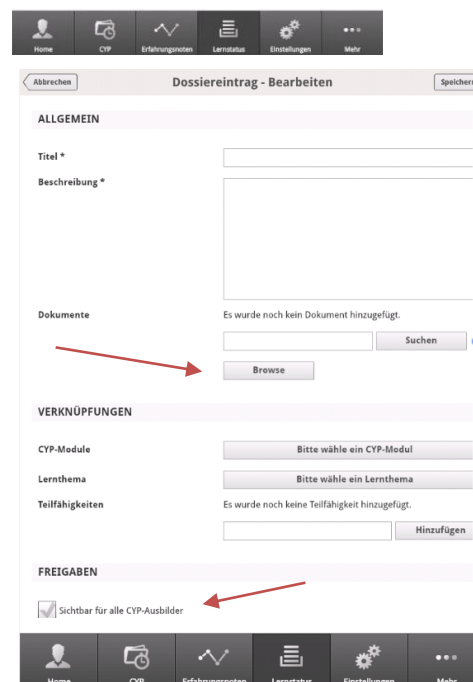 Home CYP Erfahrungsnoten Lernstatus Einstellungen Mehr
Abbrechen Dossiereintrag - Bearbeiten Speichern
ALLGEMEIN
Titel *
Beschreibung *
Dokumente Es wurde noch kein Dokument hinzugefügt.
Suchen
Browse
VERKNÜPFUNGEN
CYP-Module Bitte wähle ein CYP-Modul
Lernthema Bitte wähle ein Lernthema
Teilfähigkeiten Es wurde noch keine Teilfähigkeit hinzugefügt.
Hinzufügen
FREIGABEN
Sichtbar für alle CYP-Ausbilder
Home CYP Erfahrungsnoten Lernstatus Einstellungen Mehr